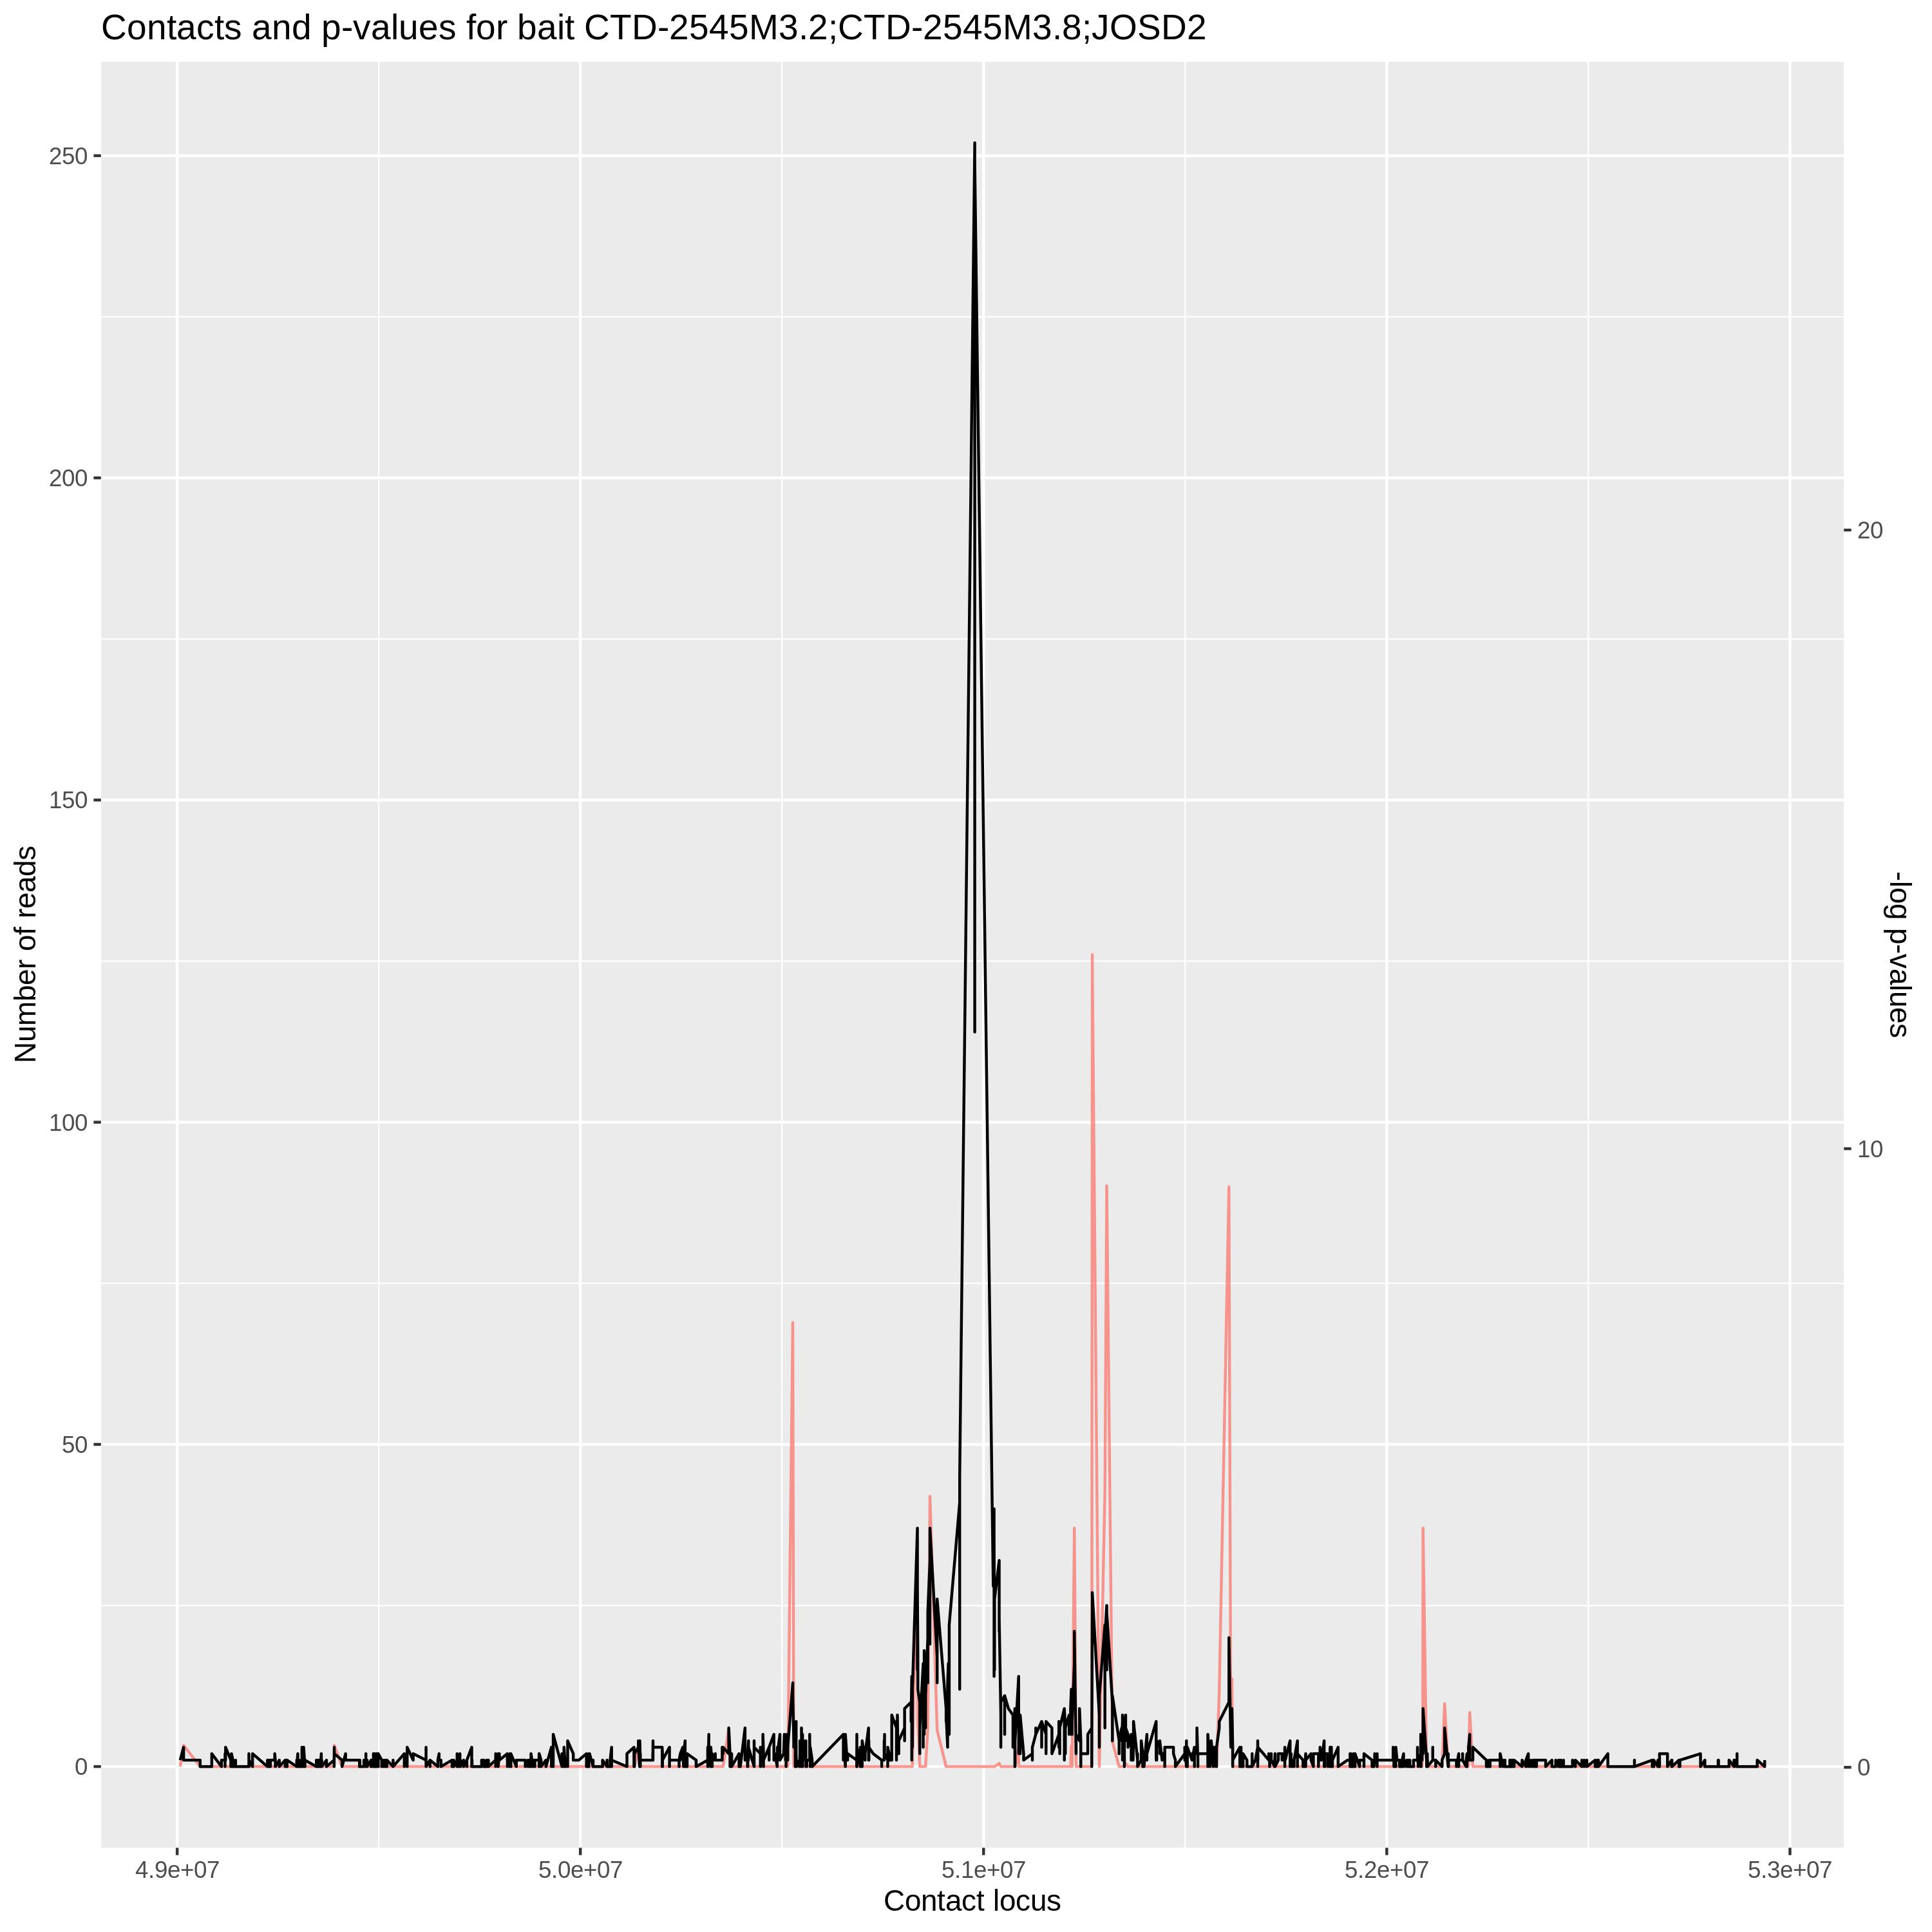 Contacts and p-values for bait CTD-2545M3.2;CTD-2545M3.8;JOSD2
250
200
150
100
50
0
Number of reads
20
10
0
-log p-values
4.9e+07 5.0e+07 5.1e+07 5.2e+07 5.3e+07
Contact locus